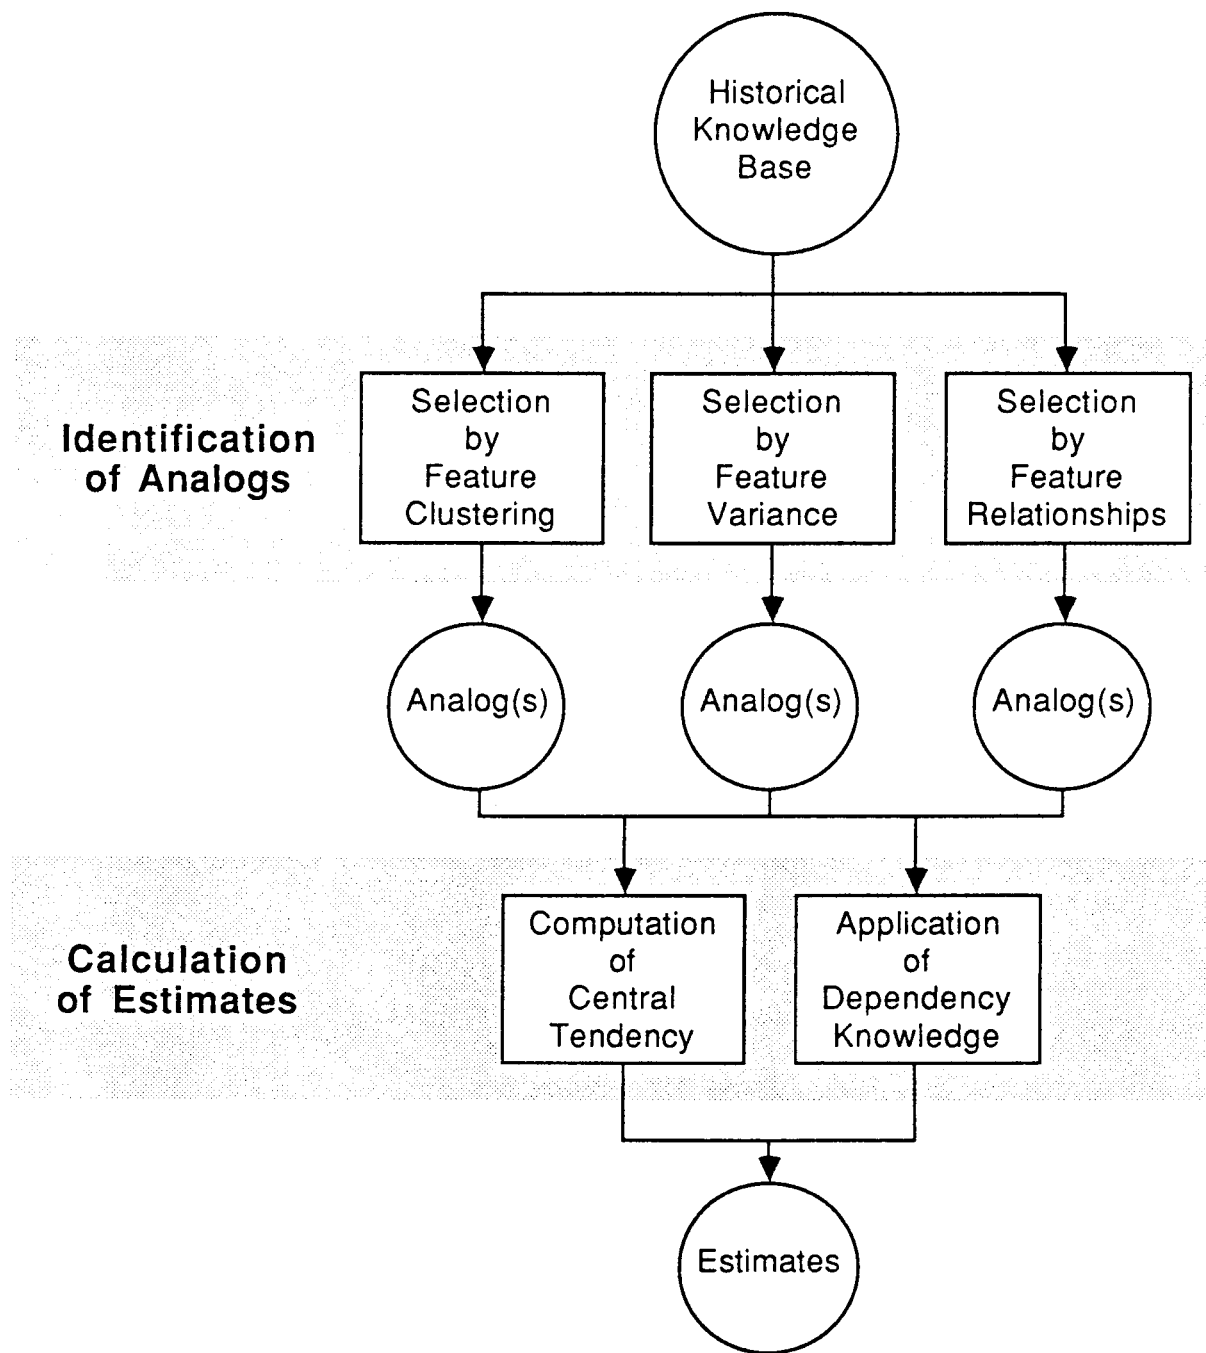 Historical
Knowledge
Base
Identification
of Analogs
Selection
by
Feature
Clustering
Selection
by
Feature
Variance
Selection
by
Feature
Relationships
Analog(s)
Analog(s)
Analog(s)
Calculation
of Estimates
Computation
of
Central
Tendency
Application
of
Dependency
Knowledge
Estimates